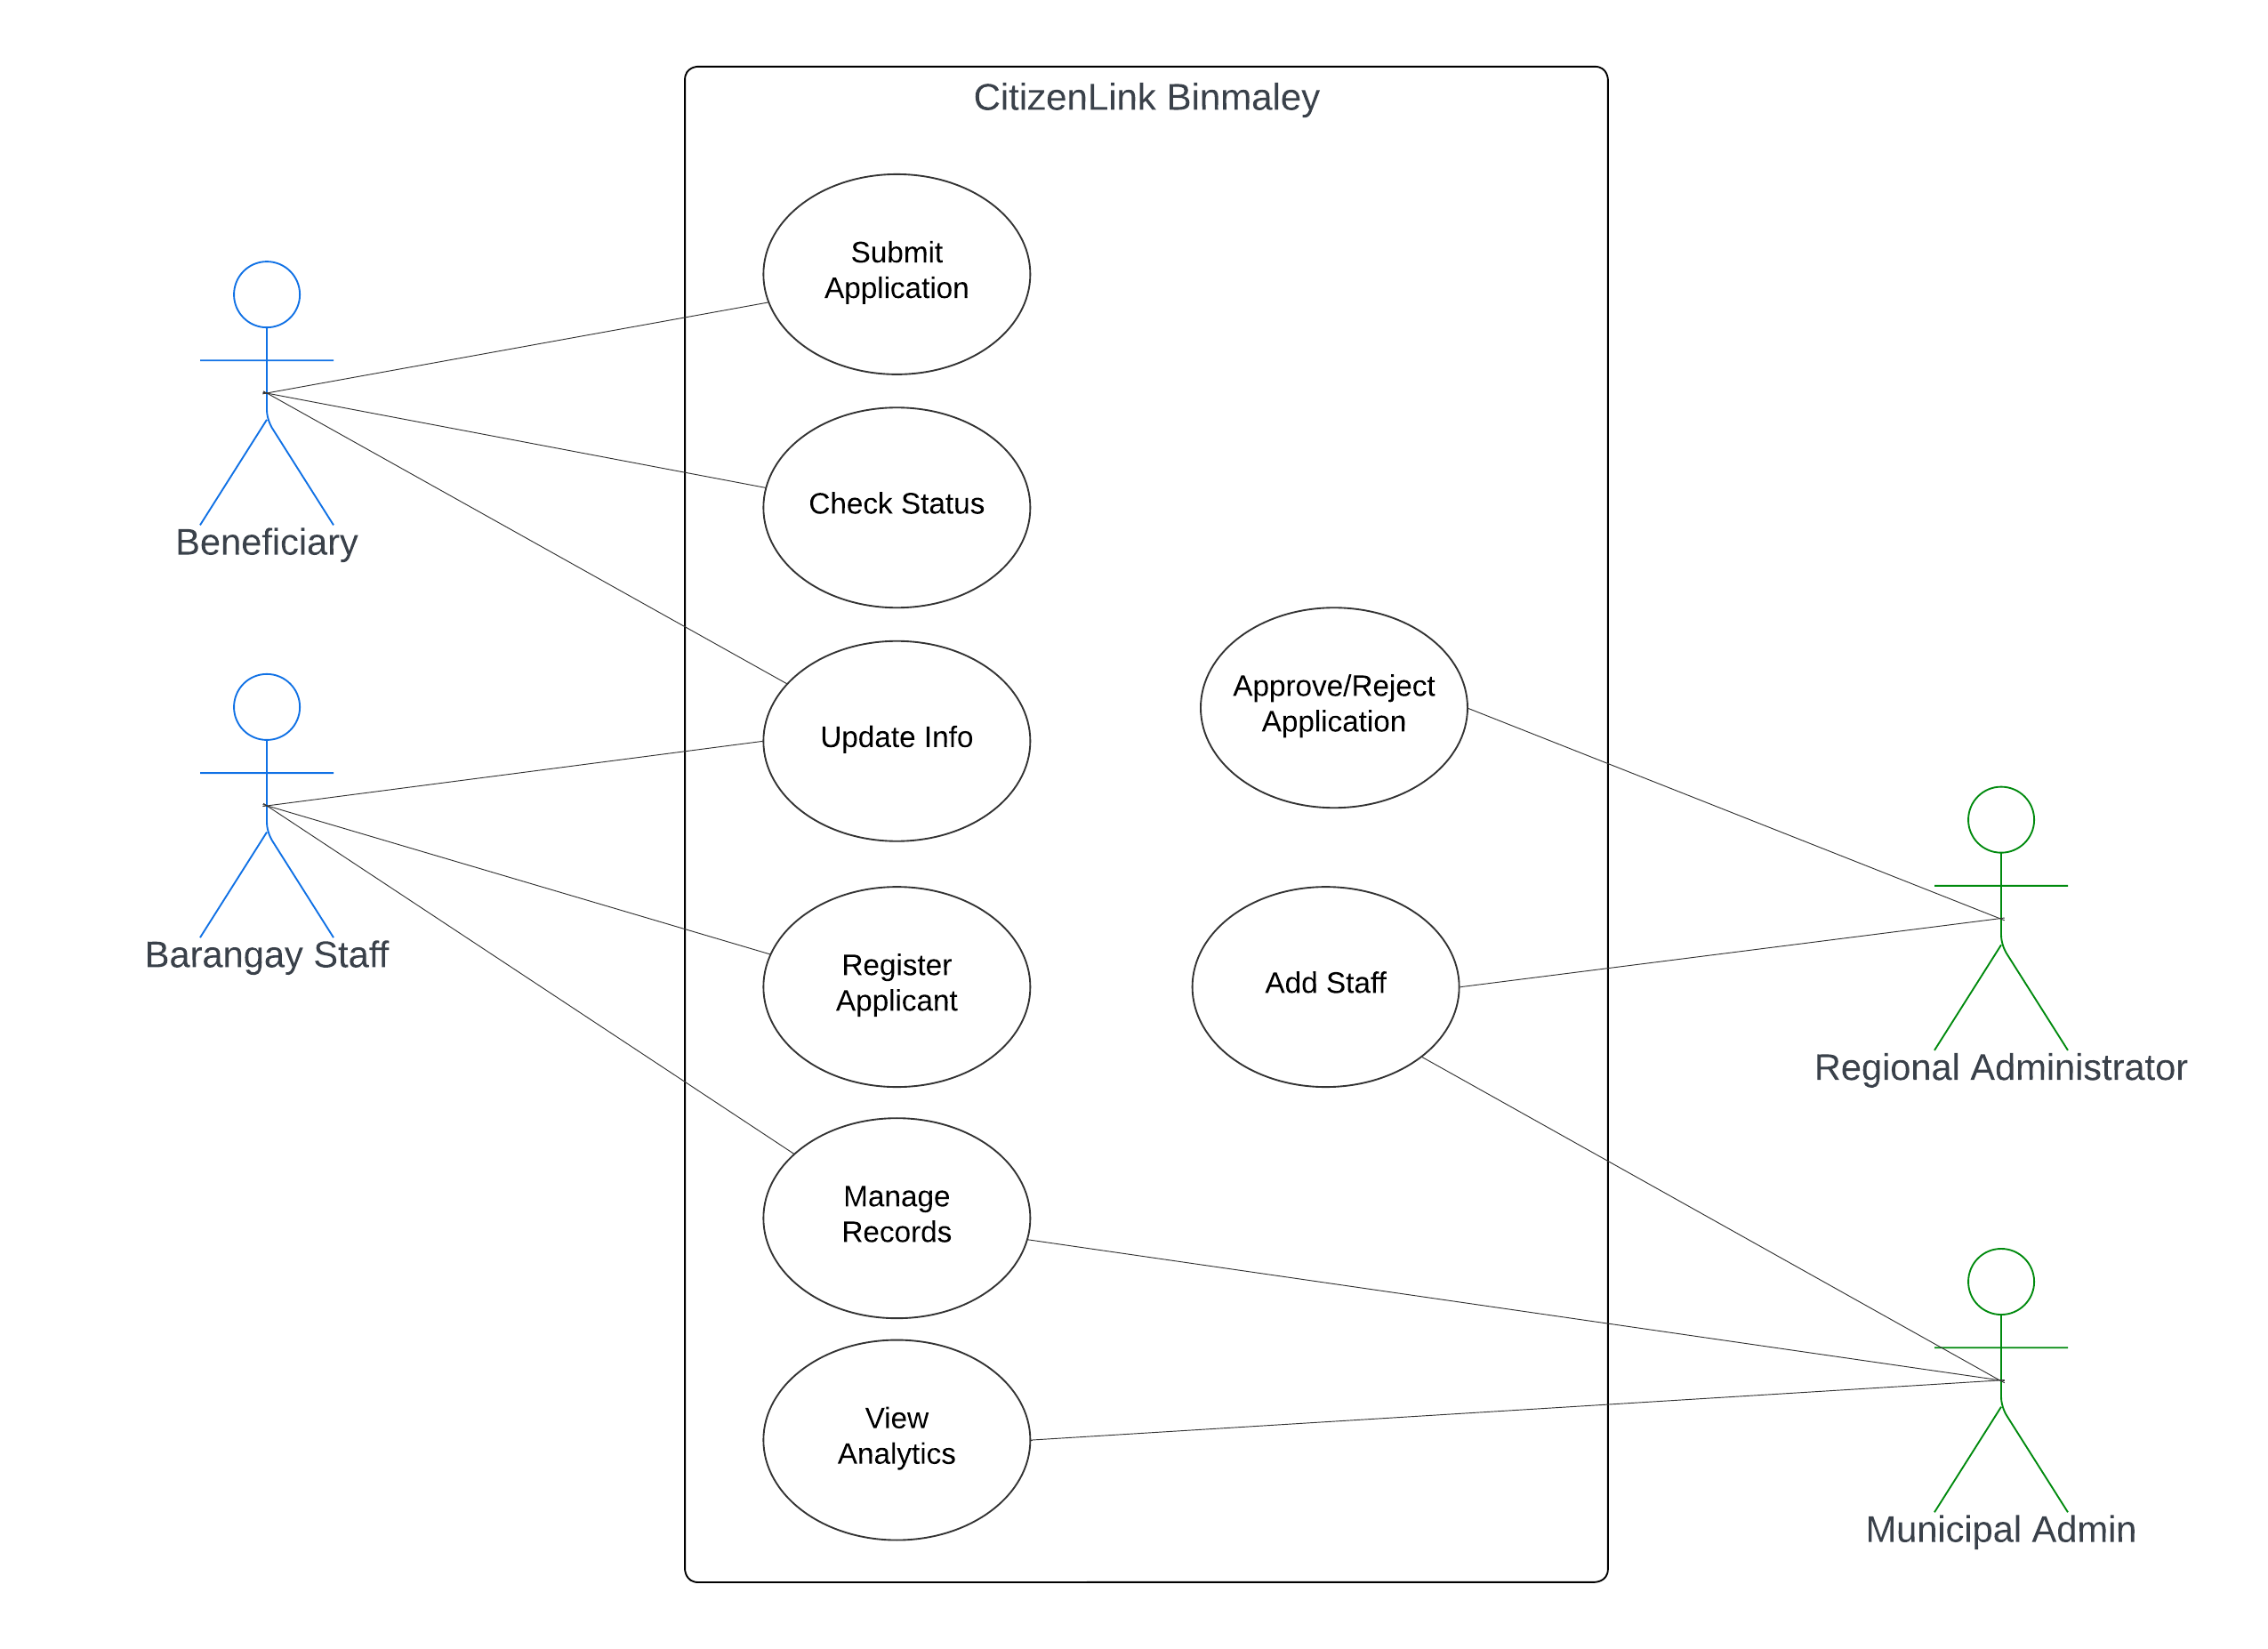 CitizenLink Binmaley
Submit
Application
Check Status
Beneficiary
Update Info
Approve/Reject
Application
Barangay Staff
Register
Applicant
Add Staff
Regional Administrator
Manage
Records
View
Analytics
Municipal Admin